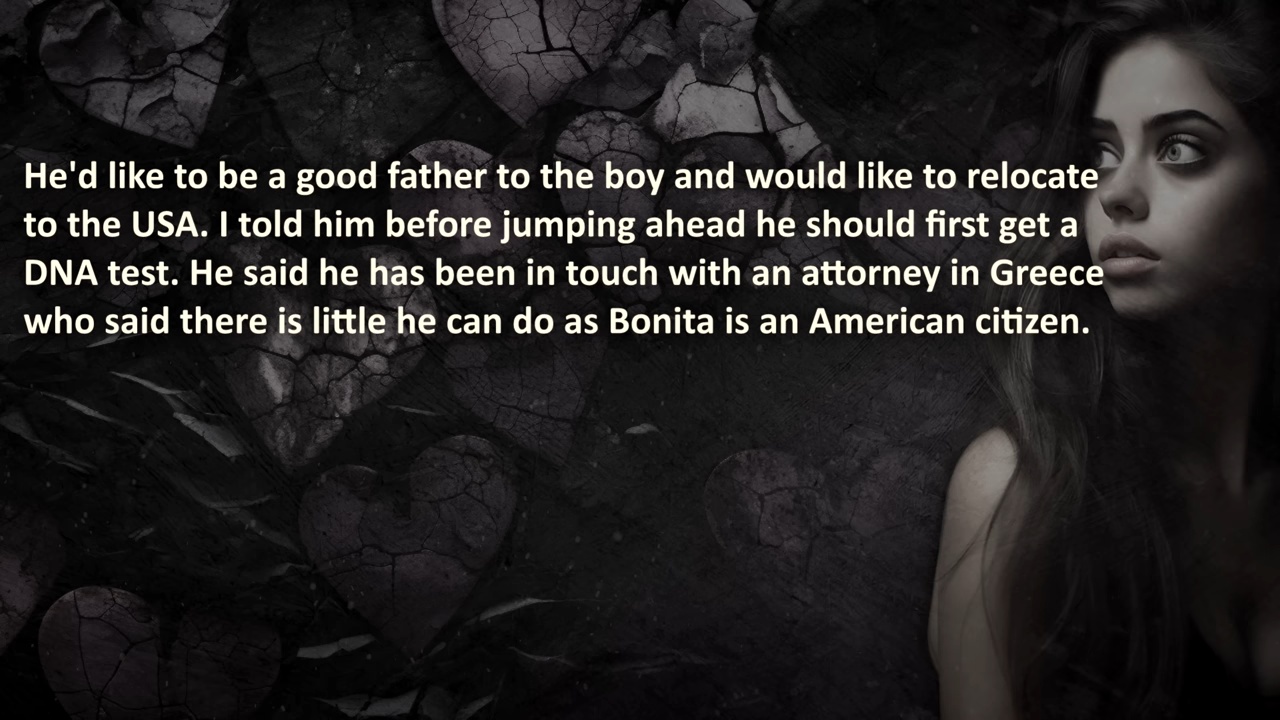 He'd like to be a good father to the boy and would like to relocate
to the USA. I told him before jumping ahead he should first get a
DNA test. He said he has been in touch with an attorney in Greece
who said there is little he can do as Bonita is an American citizen.